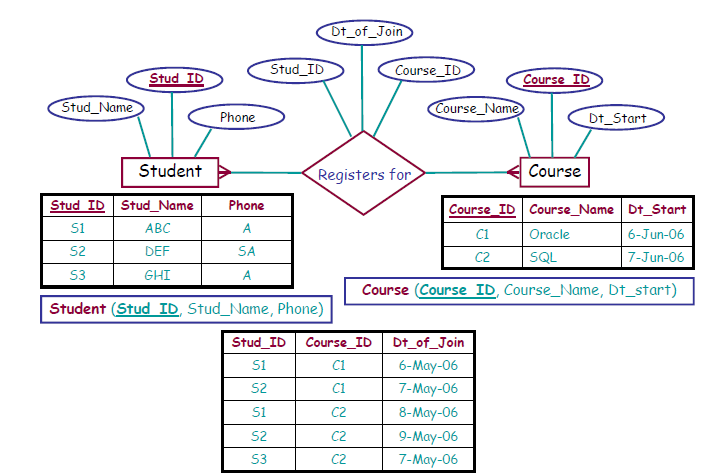 Dt_of_Join
Stud_ID
Course_ID
Stud_ID
Course_ID
Stud_Name
Phone
Course_Name
Dt_Start
Student
Registers for
Course
Stud_ID Stud_Name Phone
S1 ABC A
S2 DEF SA
S3 GHI A
Course_ID Course_Name Dt_Start
C1 Oracle 6-Jun-06
C2 SQL 7-Jun-06
Student (Stud_ID, Stud_Name, Phone)
Course (Course_ID, Course_Name, Dt_start)
Stud_ID Course_ID Dt_of_Join
S1 C1 6-May-06
S2 C1 7-May-06
S1 C2 8-May-06
S2 C2 9-May-06
S3 C2 7-May-06